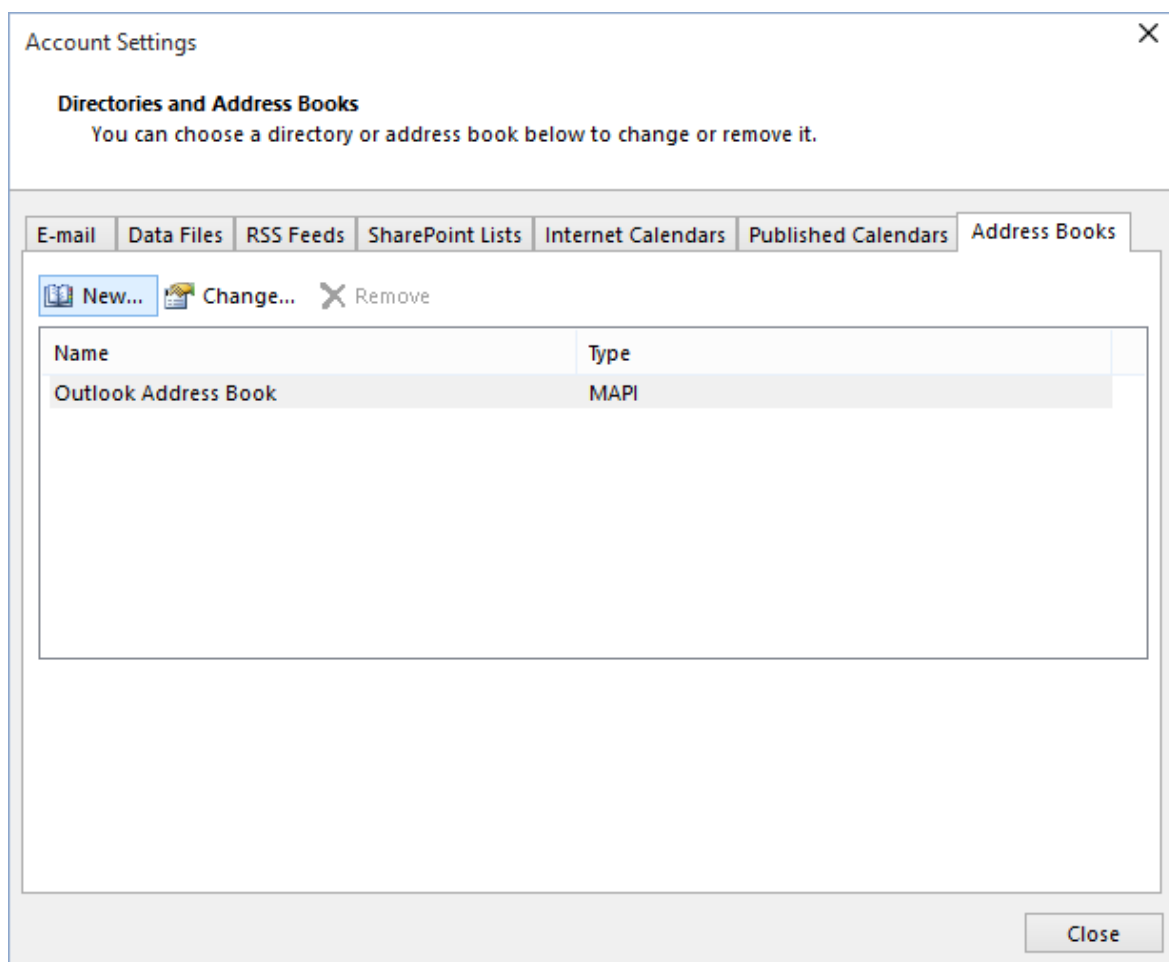 Account Settings
Directories and Address Books
You can choose a directory or address book below to change or remove it.
E-mail Data Files RSS Feeds SharePoint Lists Internet Calendars Published Calendars Address Books
New... Change... Remove
Name Type
Outlook Address Book MAPI
Close